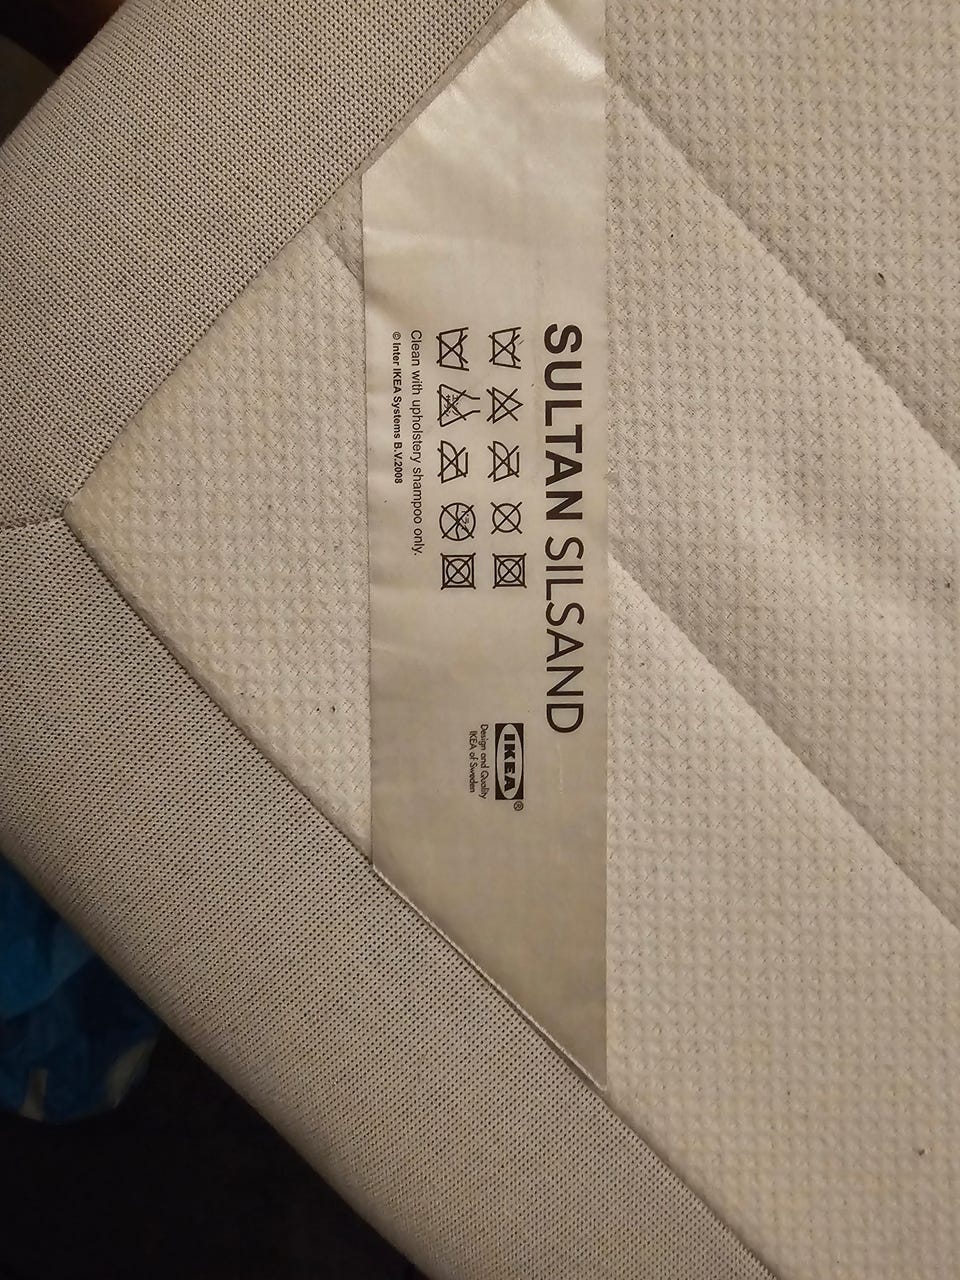 SULTAN SILSAND
Clean with upholstery shampoo only.
© Inter IKEA Systems B.V.2008
IKEA®
Design and Quality
IKEA of Sweden